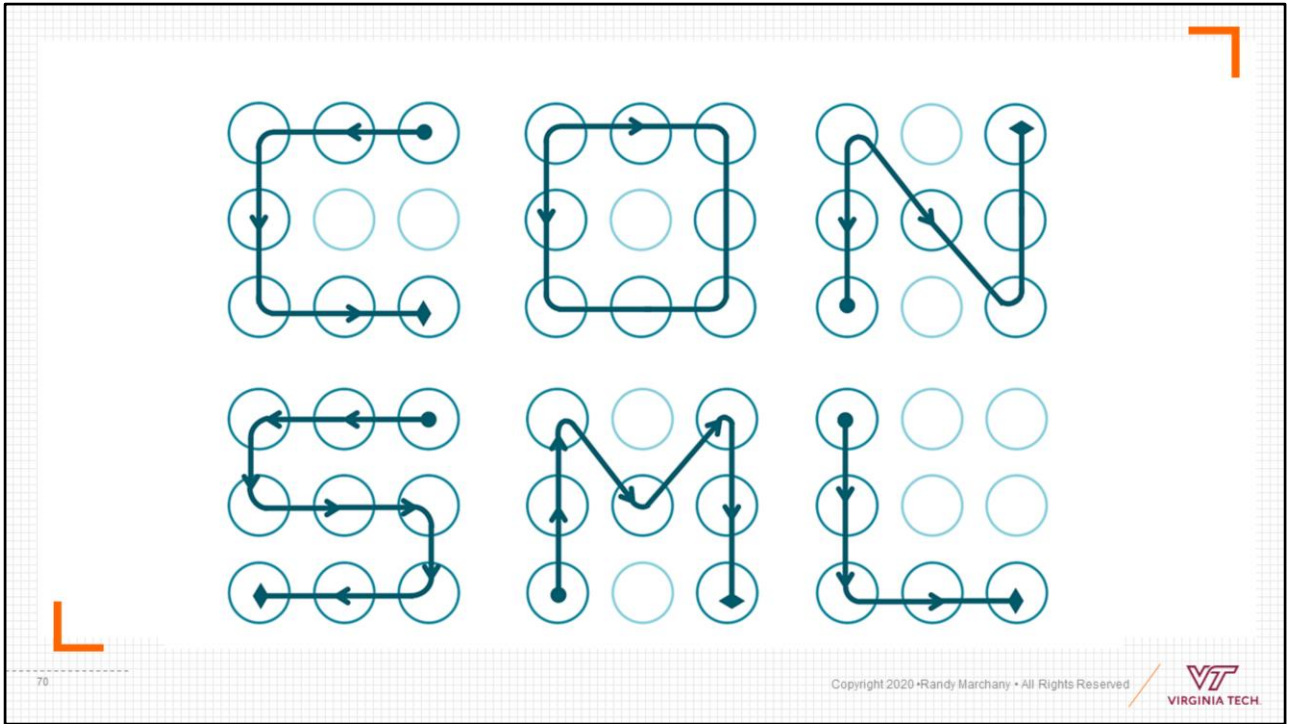 70
Copyright 2020 •Randy Marchany • All Rights Reserved
VT
VIRGINIA TECH.